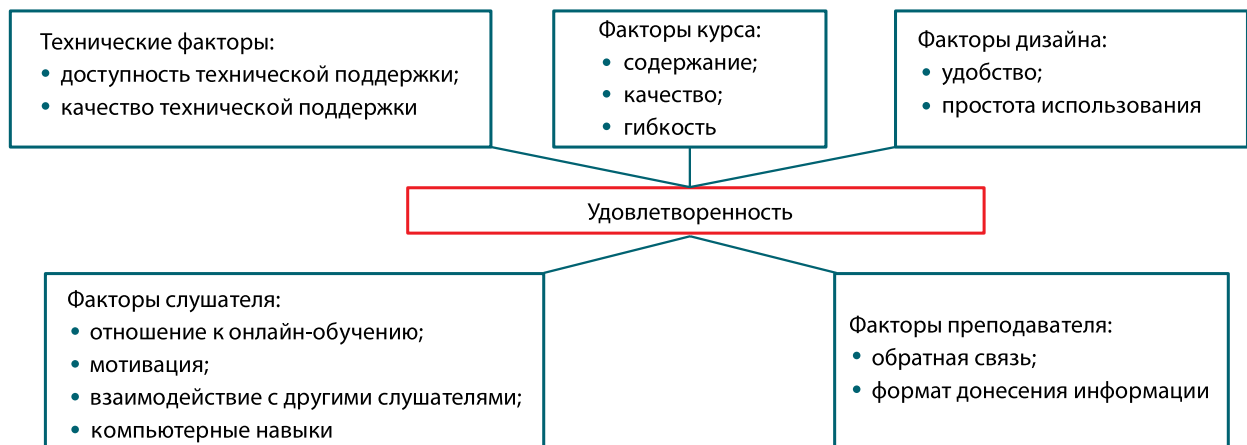 Технические факторы:
• доступность технической поддержки;
• качество технической поддержки
Факторы курса:
• содержание;
• качество;
• гибкость
Факторы дизайна:
• удобство;
• простота использования
Удовлетворенность
Факторы слушателя:
• отношение к онлайн-обучению;
• мотивация;
• взаимодействие с другими слушателями;
• компьютерные навыки
Факторы преподавателя:
• обратная связь;
• формат донесения информации